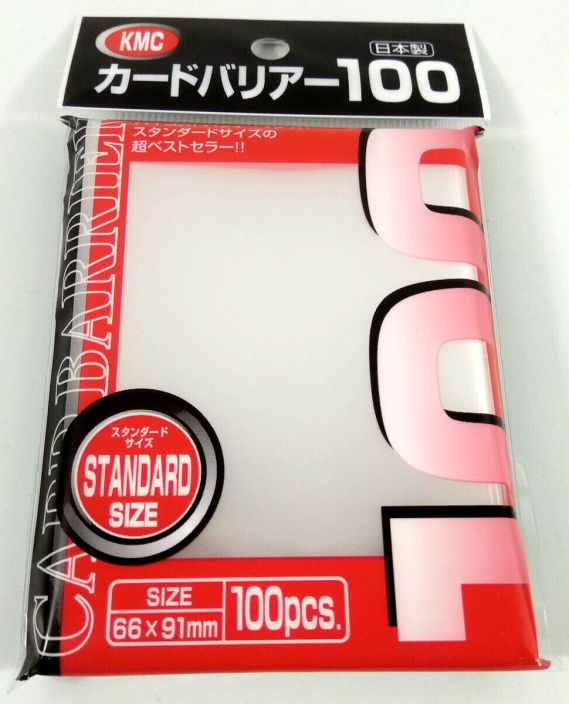 KMC
日本製
カードバリアー100
スタンダードサイズの
超ベストセラー!!
CARD BARRIER
100
スタンダード
サイズ
STANDARD
SIZE
SIZE
66×91mm
100pcs.